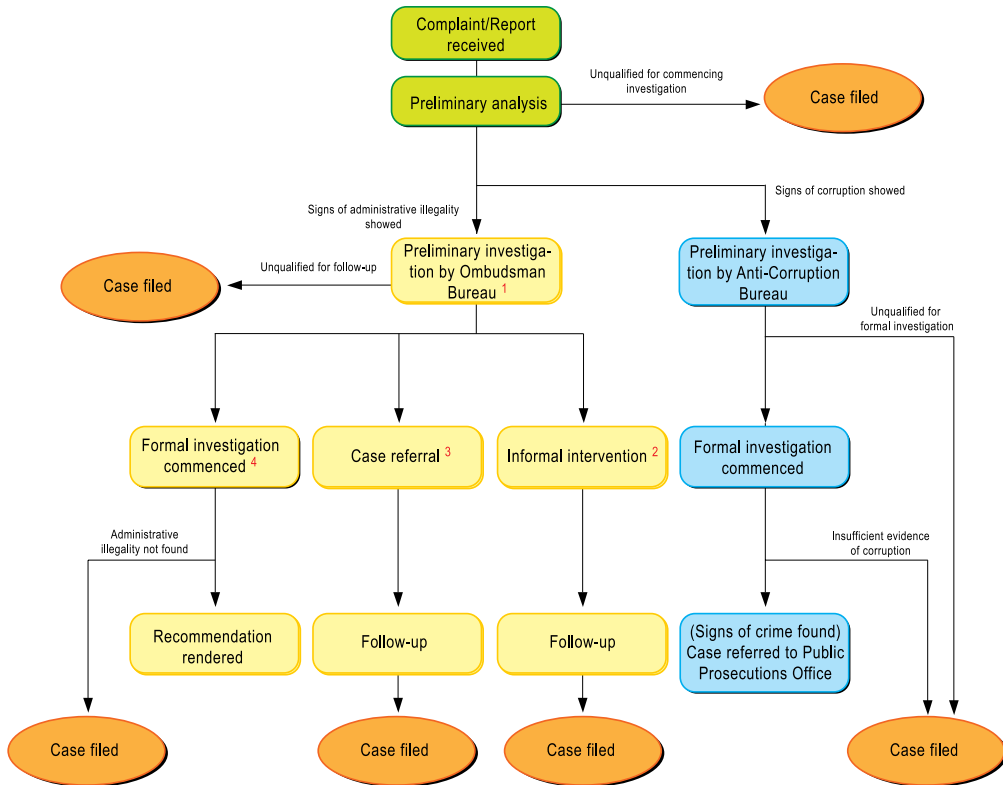 Complaint/Report
received
Unqualified for commencing
investigation
Preliminary analysis
Case filed
Signs of administrative illegality
showed
Signs of corruption showed
Preliminary investiga-
tion by Ombudsman
Bureau 1
Preliminary investiga-
tion by Anti-Corruption
Bureau
Unqualified for follow-up
Case filed
Unqualified for
formal investigation
Formal investigation
commenced 4
Case referral 3
Informal intervention 2
Formal investigation
commenced
Administrative
illegality not found
Insufficient evidence
of corruption
Recommendation
rendered
Follow-up
Follow-up
(Signs of crime found)
Case referred to Public
Prosecutions Office
Case filed
Case filed
Case filed
Case filed